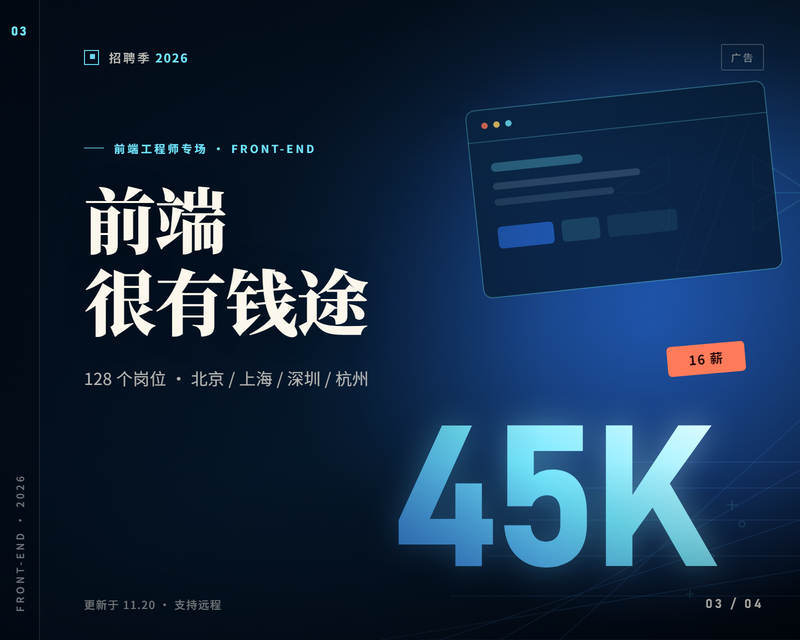 03
招聘季 2026
广告
前端工程师专场 · FRONT-END
前端
很有钱途
128 个岗位 · 北京 / 上海 / 深圳 / 杭州
16 薪
45K
FRONT-END · 2026
更新于 11.20 · 支持远程
03 / 04